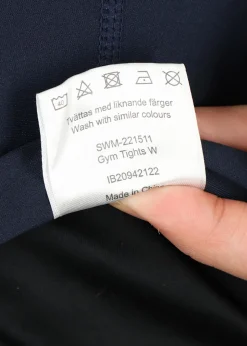 40
Tvättas med liknande färger
Wash with similar colours
SWM-221511
Gym Tights W
IB20942122
Made in China